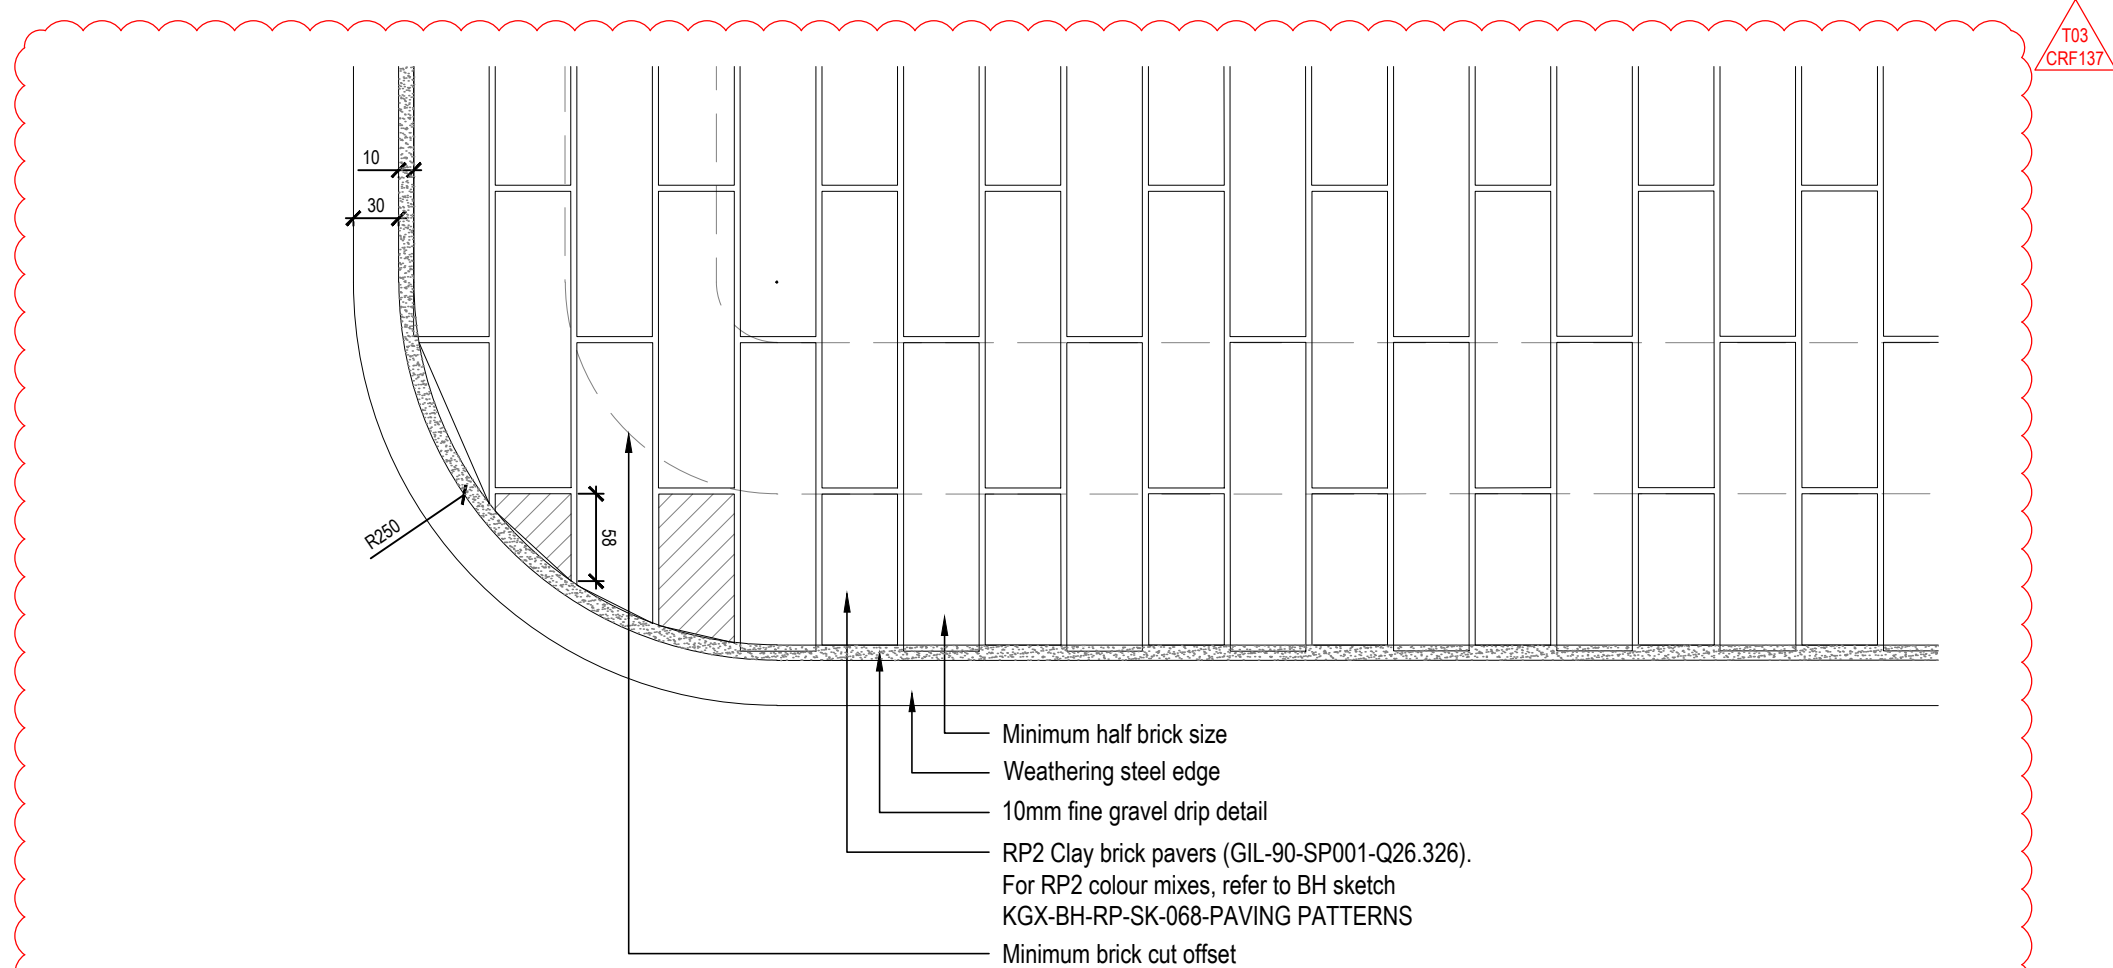 T03
CRF137
10
30
R250
58
Minimum half brick size
Weathering steel edge
10mm fine gravel drip detail
RP2 Clay brick pavers (GIL-90-SP001-Q26.326).
For RP2 colour mixes, refer to BH sketch
KGX-BH-RP-SK-068-PAVING PATTERNS
Minimum brick cut offset